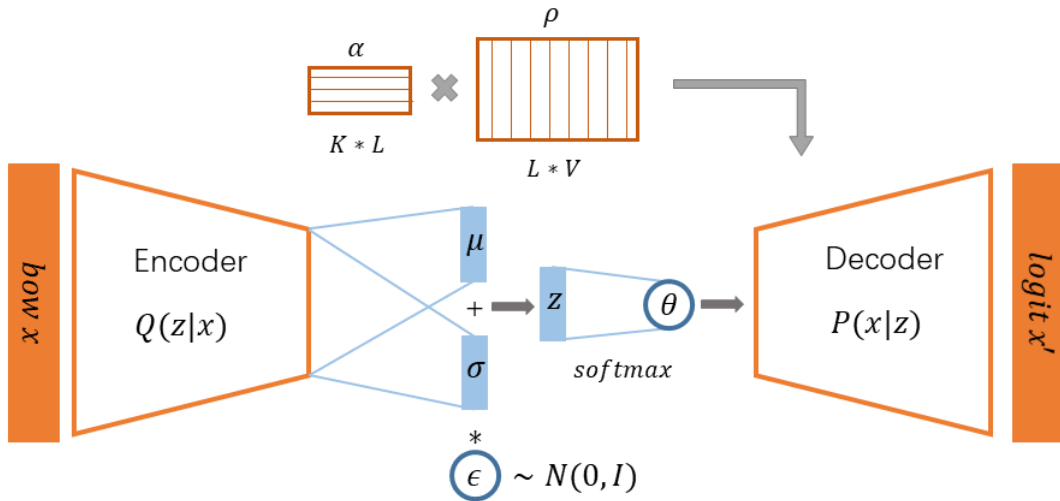 α
ρ
K * L
L * V
bow x
Encoder
Q(z|x)
μ
+
σ
*
ϵ ~ N(0, I)
z
θ
softmax
Decoder
P(x|z)
logit x'